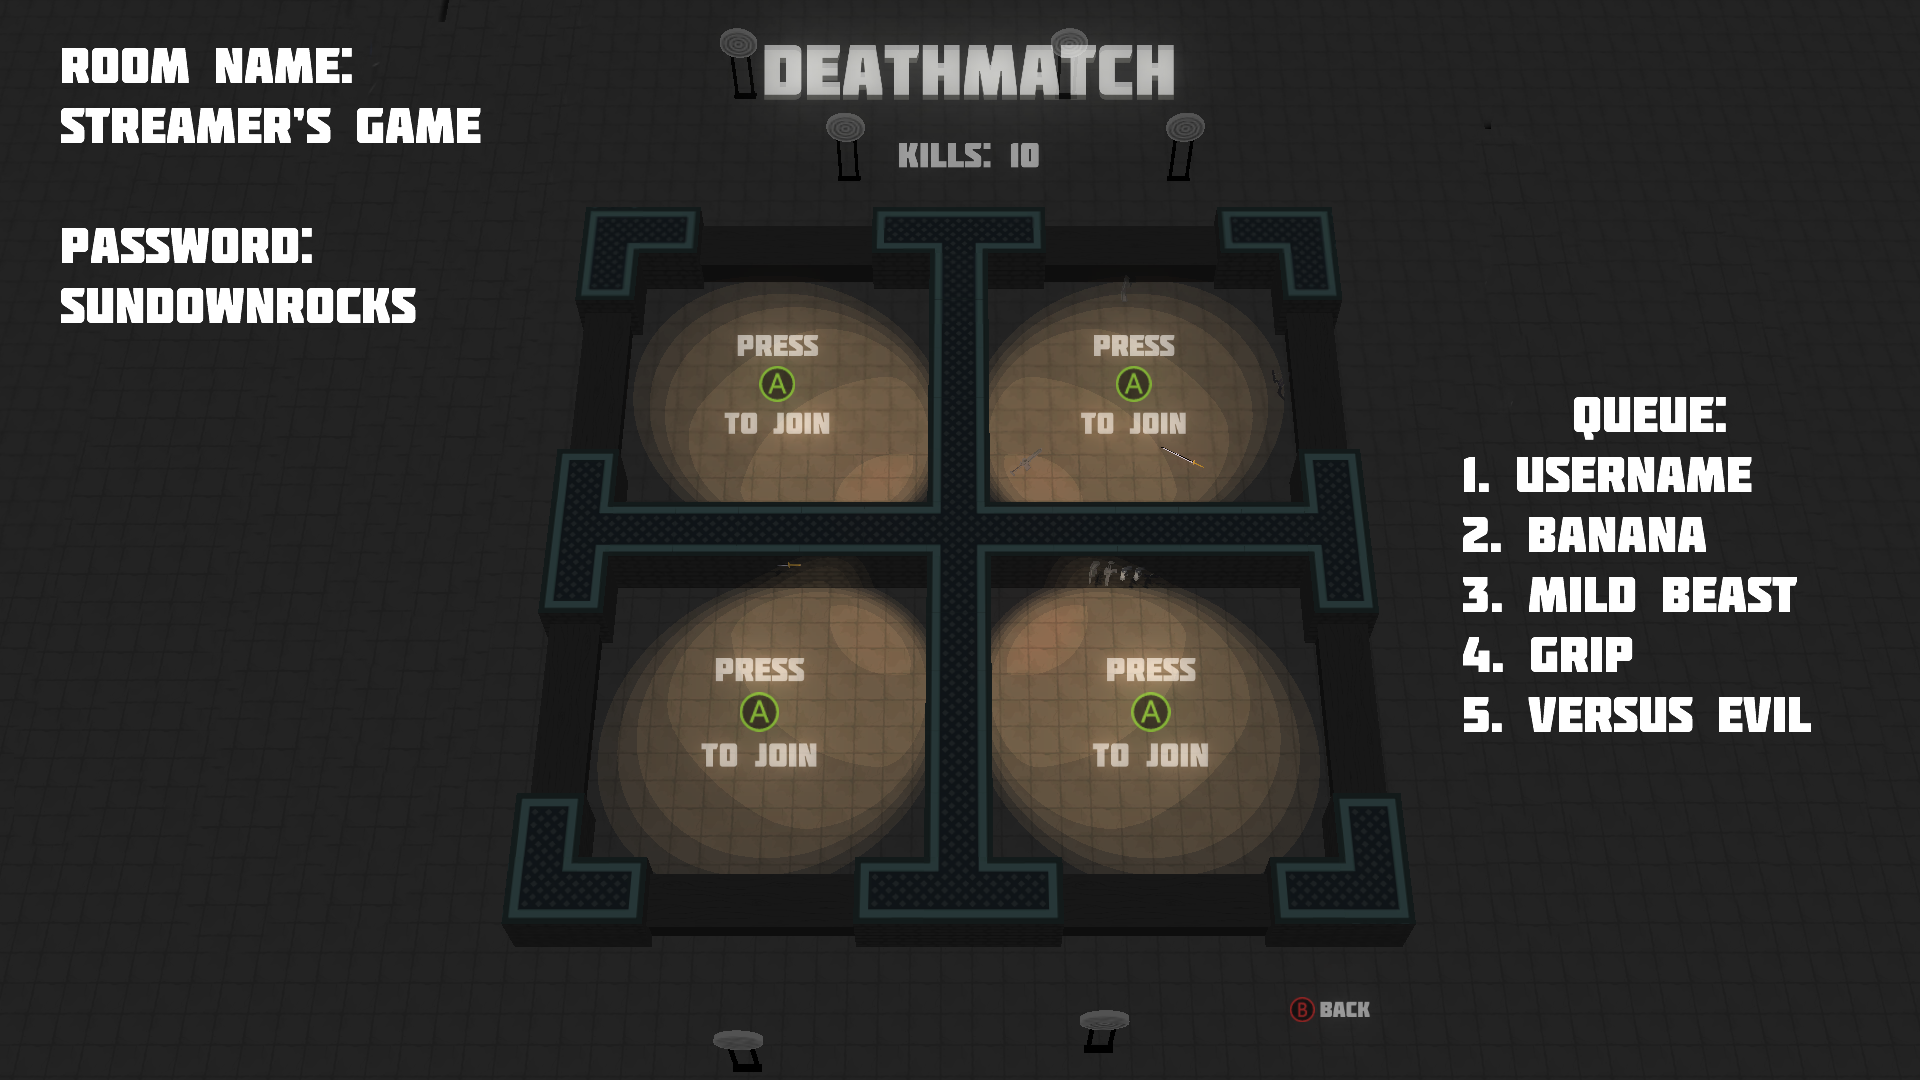 ROOM NAME:
STREAMER'S GAME
PASSWORD:
SUNDOWNROCKS
DEATHMATCH
KILLS: 10
PRESS
A
TO JOIN
PRESS
A
TO JOIN
PRESS
A
TO JOIN
PRESS
A
TO JOIN
QUEUE:
1. USERNAME
2. BANANA
3. MILD BEAST
4. GRIP
5. VERSUS EVIL
B BACK